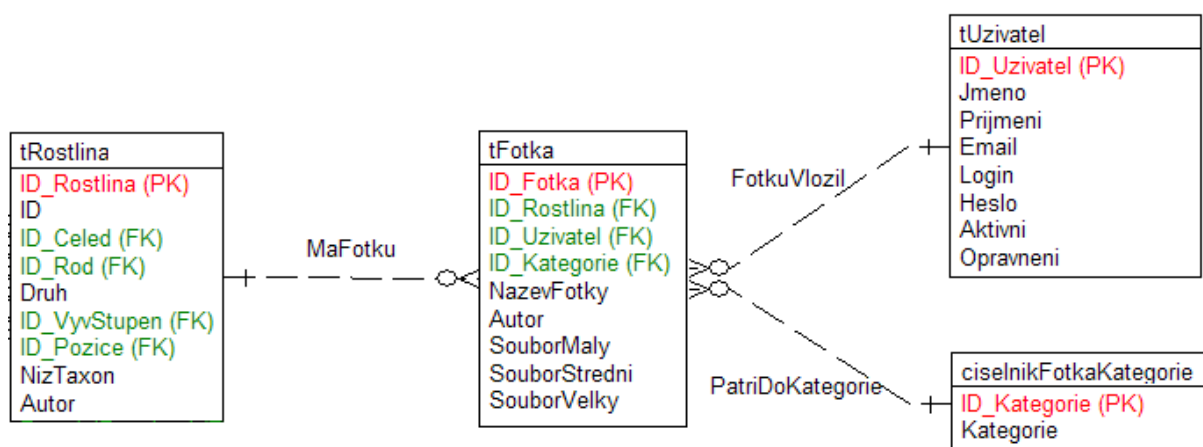 tRostlina
ID_Rostlina (PK)
ID
ID_Celed (FK)
ID_Rod (FK)
Druh
ID_VyvStupen (FK)
ID_Pozice (FK)
NizTaxon
Autor
MaFotku
tFotka
ID_Fotka (PK)
ID_Rostlina (FK)
ID_Uzivatel (FK)
ID_Kategorie (FK)
NazevFotky
Autor
SouborMaly
SouborStredni
SouborVelky
FotkuVlozil
PatriDoKategorie
tUzivatel
ID_Uzivatel (PK)
Jmeno
Prijmeni
Email
Login
Heslo
Aktivni
Opravneni
ciselnikFotkaKategorie
ID_Kategorie (PK)
Kategorie